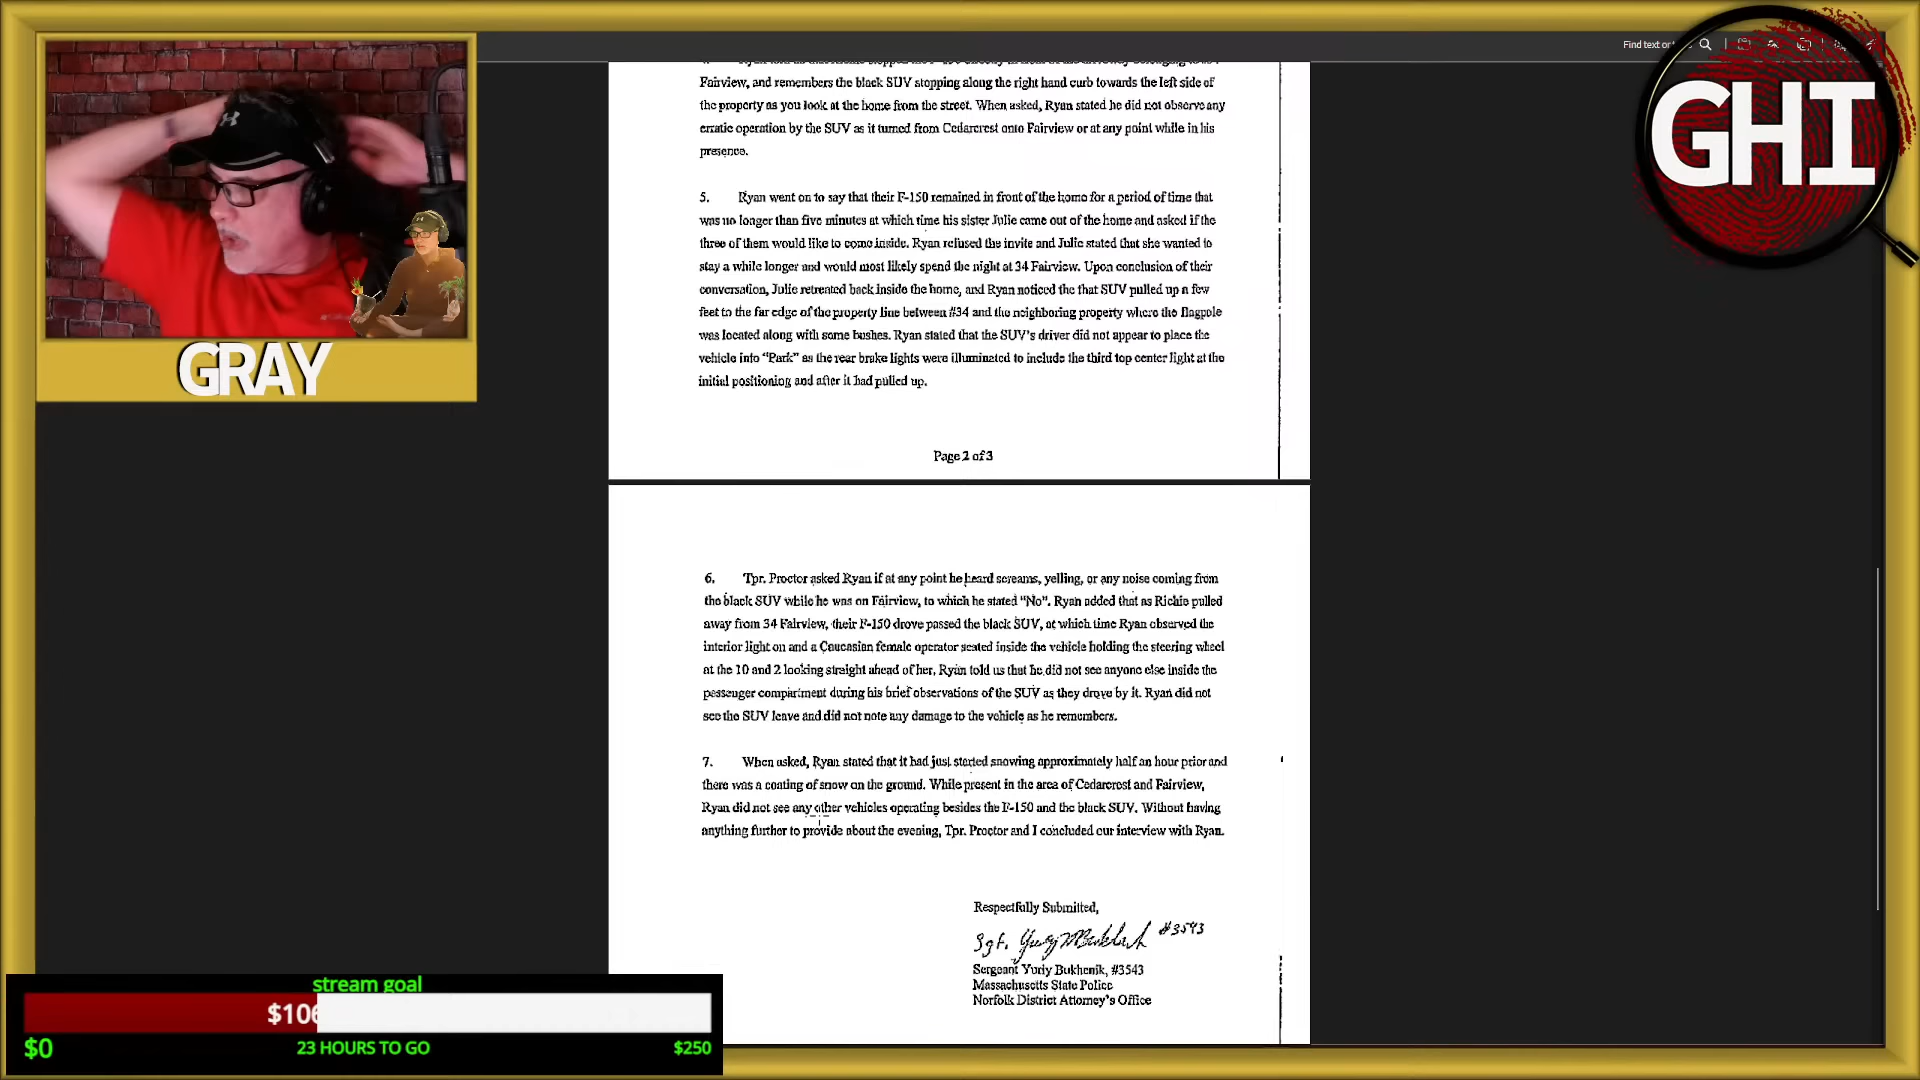 Find text or
GHI
Fairview, and remembers the black SUV stopping along the right hand curb towards the left side of
the property as you look at the home from the street. When asked, Ryan stated he did not observe any
erratic operation by the SUV as it turned from Cedarcrest onto Fairview or at any point while in his
presence.
5. Ryan went on to say that their F-150 remained in front of the home for a period of time that
was no longer than five minutes at which time his sister Julie came out of the home and asked if the
three of them would like to come inside. Ryan refused the invite and Julie stated that she wanted to
stay a while longer and would most likely spend the night at 34 Fairview. Upon conclusion of their
conversation, Julie retreated back inside the home, and Ryan noticed the that SUV pulled up a few
feet to the far edge of the property line between #34 and the neighboring property where the flagpole
was located along with some bushes. Ryan stated that the SUV's driver did not appear to place the
vehicle into "Park" as the rear brake lights were illuminated to include the third top center light at the
initial positioning and after it had pulled up.
Page 2 of 3
GRAY
6. Tpr. Proctor asked Ryan if at any point he heard screams, yelling, or any noise coming from
the black SUV while he was on Fairview, to which he stated "No". Ryan added that as Richie pulled
away from 34 Fairview, their F-150 drove passed the black SUV, at which time Ryan observed the
interior light on and a Caucasian female operator seated inside the vehicle holding the steering wheel
at the 10 and 2 looking straight ahead of her. Ryan told us that he did not see anyone else inside the
passenger compartment during his brief observations of the SUV as they drove by it. Ryan did not
see the SUV leave and did not note any damage to the vehicle as he remembers.
7. When asked, Ryan stated that it had just started snowing approximately half an hour prior and
there was a coating of snow on the ground. While present in the area of Cedarcrest and Fairview,
Ryan did not see any other vehicles operating besides the F-150 and the black SUV. Without having
anything further to provide about the evening, Tpr. Proctor and I concluded our interview with Ryan.
Respectfully Submitted,
Sgt. Yuriy Bukhenik #3543
Sergeant Yuriy Bukhenik, #3543
Massachusetts State Police
Norfolk District Attorney's Office
stream goal
$106
$0
23 HOURS TO GO
$250